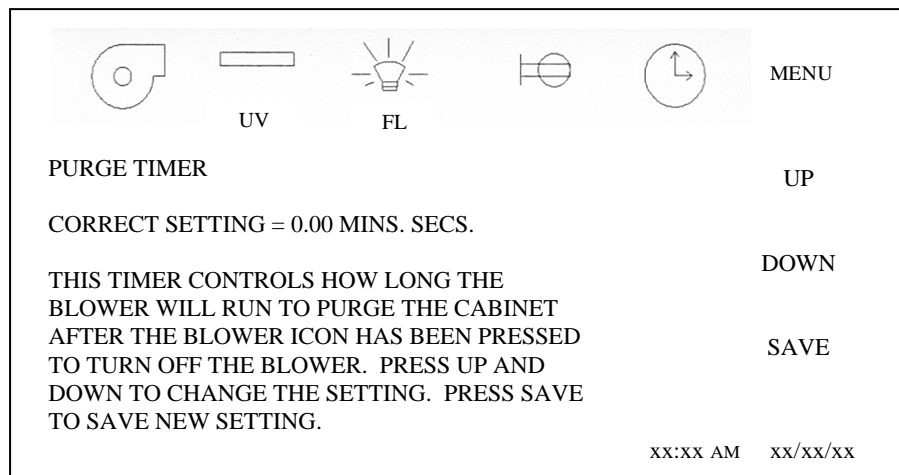 MENU
UV FL
PURGE TIMER
UP
CORRECT SETTING = 0.00 MINS. SECS.
DOWN
THIS TIMER CONTROLS HOW LONG THE
BLOWER WILL RUN TO PURGE THE CABINET
AFTER THE BLOWER ICON HAS BEEN PRESSED
TO TURN OFF THE BLOWER. PRESS UP AND
DOWN TO CHANGE THE SETTING. PRESS SAVE
TO SAVE NEW SETTING.
SAVE
xx:xx AM xx/xx/xx